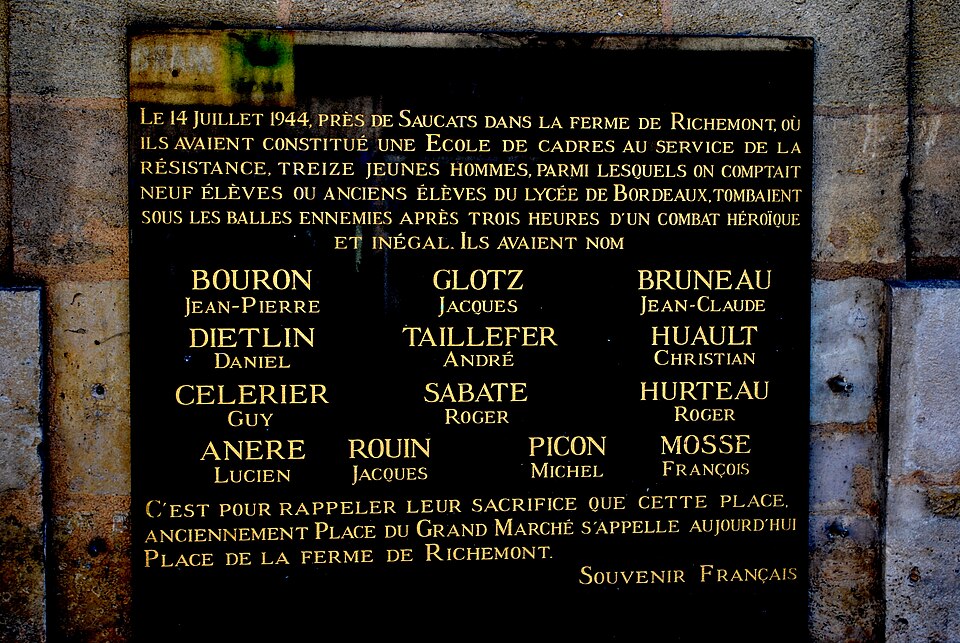 LE 14 JUILLET 1944, PRÈS DE SAUCATS DANS LA FERME DE RICHEMONT, OÙ
ILS AVAIENT CONSTITUÉ UNE ECOLE DE CADRES AU SERVICE DE LA
RÉSISTANCE, TREIZE JEUNES HOMMES, PARMI LESQUELS ON COMPTAIT
NEUF ÉLÈVES OU ANCIENS ÉLÈVES DU LYCÉE DE BORDEAUX, TOMBAIENT
SOUS LES BALLES ENNEMIES APRÈS TROIS HEURES D'UN COMBAT HÉROÏQUE
ET INÉGAL. ILS AVAIENT NOM
BOURON GLOTZ BRUNEAU
JEAN-PIERRE JACQUES JEAN-CLAUDE
DIETLIN TAILLEFER HUAULT
DANIEL ANDRÉ CHRISTIAN
CELERIER SABATE HURTEAU
GUY ROGER ROGER
ANERE ROUIN PICON MOSSE
LUCIEN JACQUES MICHEL FRANÇOIS
C'EST POUR RAPPELER LEUR SACRIFICE QUE CETTE PLACE,
ANCIENNEMENT PLACE DU GRAND MARCHÉ S'APPELLE AUJOURD'HUI
PLACE DE LA FERME DE RICHEMONT.
SOUVENIR FRANÇAIS